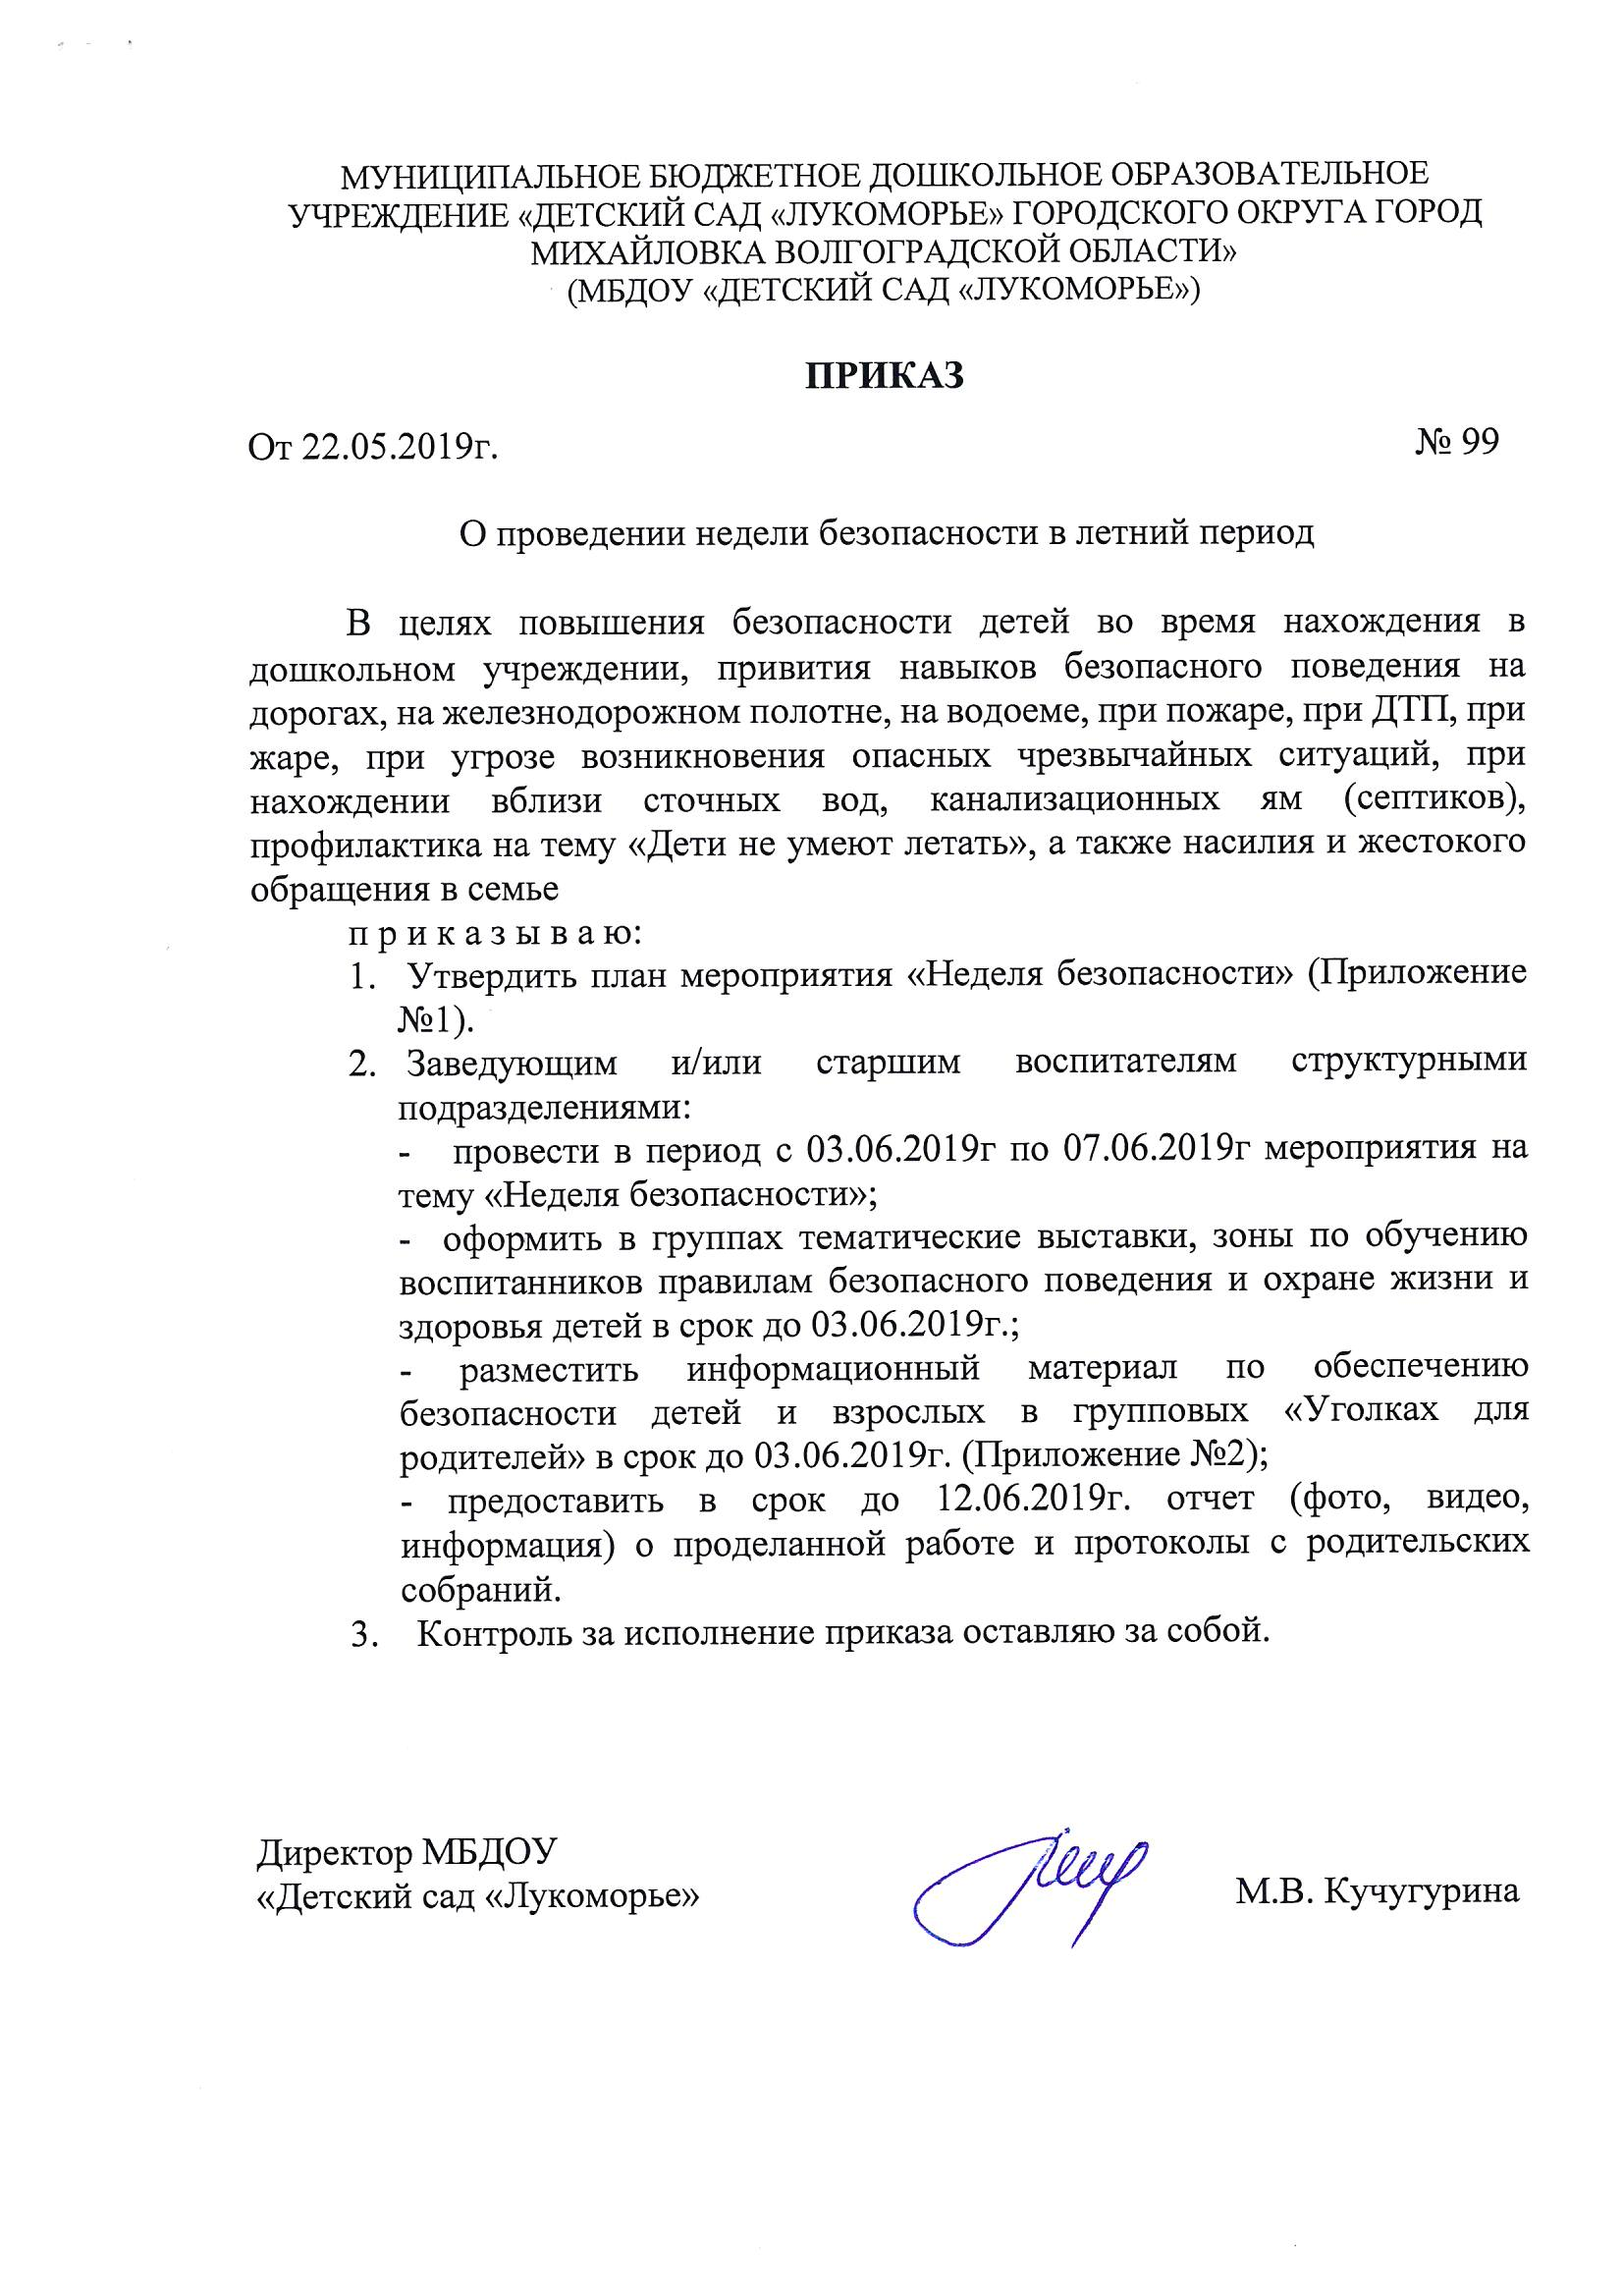 МУНИЦИПАЛЬНОЕ БЮДЖЕТНОЕ ДОШКОЛЬНОЕ ОБРАЗОВАТЕЛЬНОЕ
УЧРЕЖДЕНИЕ «ДЕТСКИЙ САД «ЛУКОМОРЬЕ» ГОРОДСКОГО ОКРУГА ГОРОД
МИХАЙЛОВКА ВОЛГОГРАДСКОЙ ОБЛАСТИ»
(МБДОУ «ДЕТСКИЙ САД «ЛУКОМОРЬЕ»)
ПРИКАЗ
От 22.05.2019г. № 99
О проведении недели безопасности в летний период
В целях повышения безопасности детей во время нахождения в
дошкольном учреждении, привития навыков безопасного поведения на
дорогах, на железнодорожном полотне, на водоеме, при пожаре, при ДТП, при
жаре, при угрозе возникновения опасных чрезвычайных ситуаций, при
нахождении вблизи сточных вод, канализационных ям (септиков),
профилактика на тему «Дети не умеют летать», а также насилия и жестокого
обращения в семье
п р и к а з ы в а ю:
1. Утвердить план мероприятия «Неделя безопасности» (Приложение
№1).
2. Заведующим и/или старшим воспитателям структурными
подразделениями:
- провести в период с 03.06.2019г по 07.06.2019г мероприятия на
тему «Неделя безопасности»;
- оформить в группах тематические выставки, зоны по обучению
воспитанников правилам безопасного поведения и охране жизни и
здоровья детей в срок до 03.06.2019г.;
- разместить информационный материал по обеспечению
безопасности детей и взрослых в групповых «Уголках для
родителей» в срок до 03.06.2019г. (Приложение №2);
- предоставить в срок до 12.06.2019г. отчет (фото, видео,
информация) о проделанной работе и протоколы с родительских
собраний.
3. Контроль за исполнение приказа оставляю за собой.
Директор МБДОУ
«Детский сад «Лукоморье» М.В. Кучугурина